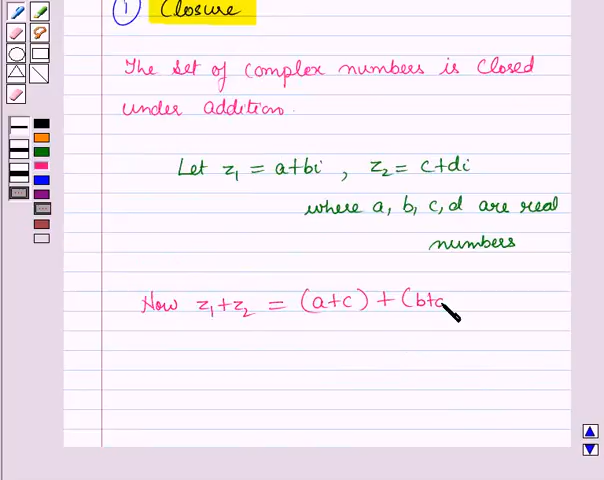 ① Closure
The set of complex numbers is closed
under addition.
Let z₁ = a+bi , z₂ = c+di
where a, b, c, d are real
numbers
Now z₁+z₂ = (a+c) + (b+